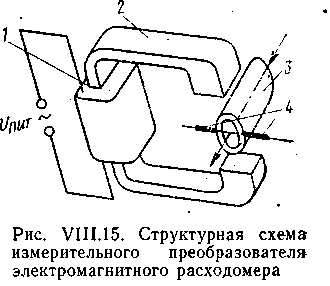 2
1
3
4
Uпит ~
Рис. VIII.15. Структурная схема
измерительного преобразователя
электромагнитного расходомера